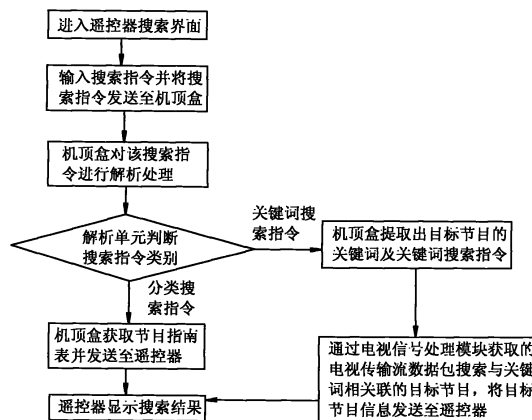 进入遥控器搜索界面
输入搜索指令并将搜
索指令发送至机顶盒
机顶盒对该搜索指
令进行解析处理
解析单元判断
搜索指令类别
关键词搜
索指令
机顶盒提取出目标节目的
关键词及关键词搜索指令
分类搜
索指令
机顶盒获取节目指南
表并发送至遥控器
通过电视信号处理模块获取的
电视传输流数据包搜索与关键
词相关联的目标节目，将目标
节目信息发送至遥控器
遥控器显示搜索结果